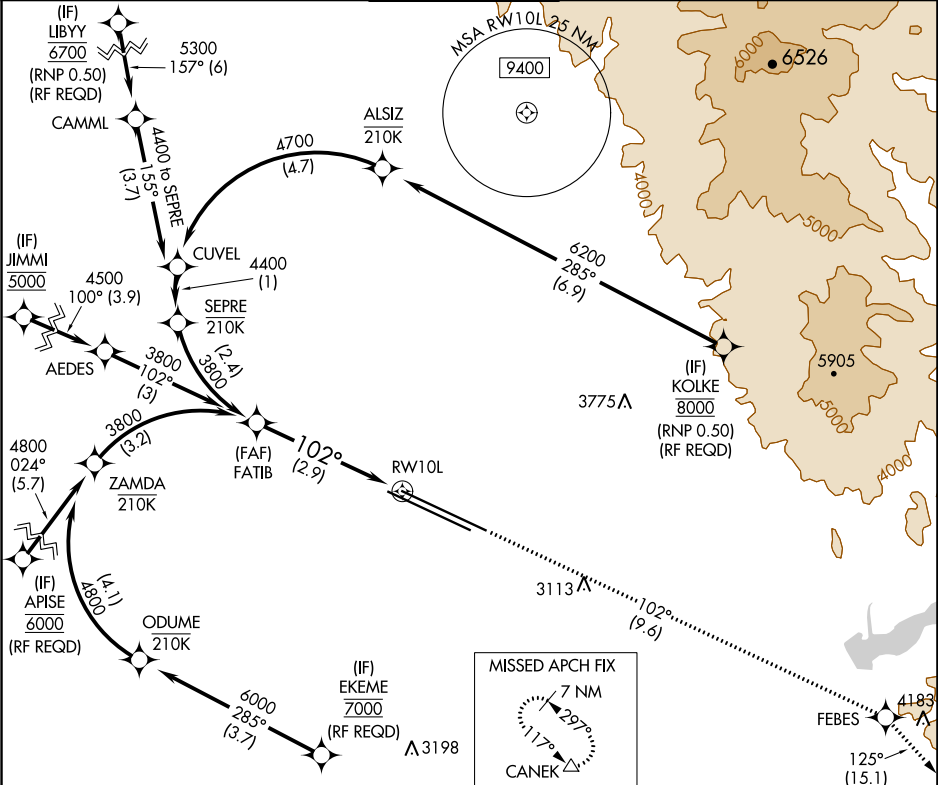 (IF)
LIBYY
6700
(RNP 0.50)
(RF REQD)
5300
157° (6)
CAMML
4400 to SEPRE
155°
(3.7)
MSA RW10L 25 NM
9400
6000
6526
5000
4000
ALSIZ
210K
4700
(4.7)
CUVEL
4400
(1)
SEPRE
210K
(2.4)
3800
6200
285°
(6.9)
(IF)
KOLKE
8000
(RNP 0.50)
(RF REQD)
5905
5000
4000
3775
(IF)
JIMMI
5000
4500
100° (3.9)
AEDES
3800
102°
(3)
3800
(3.2)
(FAF)
FATIB
102°
(2.9)
RW10L
4800
024°
(5.7)
ZAMDA
210K
(IF)
APISE
6000
(RF REQD)
(4.1)
4800
ODUME
210K
6000
285°
(3.7)
(IF)
EKEME
7000
(RF REQD)
3198
3113
102°
(9.6)
MISSED APCH FIX
7 NM
297°
117°
CANEK
FEBES
4183
125°
(15.1)